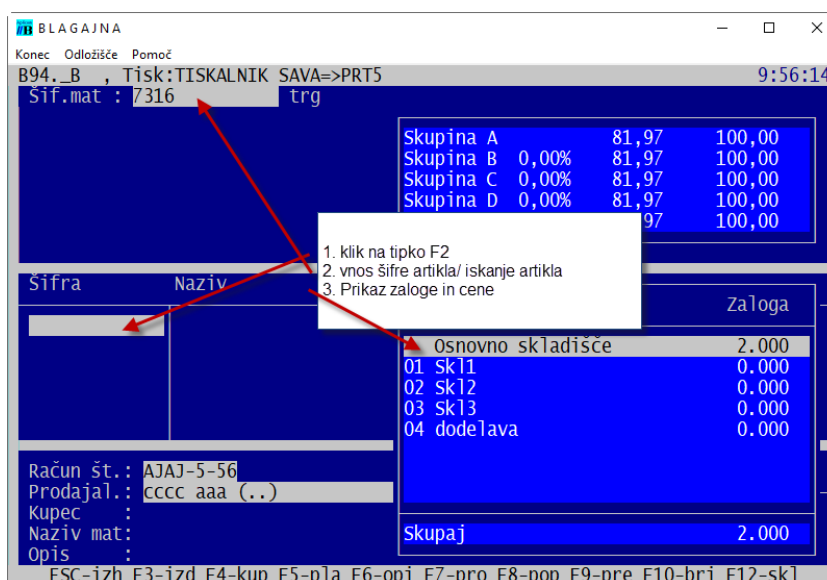 BLAGAJNA
Konec Odložišče Pomoč
B94._B , Tisk:TISKALNIK SAVA=>PRT5 9:56:14
Šif.mat : 7316 trg
Skupina A 81,97 100,00
Skupina B 0,00% 81,97 100,00
Skupina C 0,00% 81,97 100,00
Skupina D 0,00% 81,97 100,00
97 100,00
1. klik na tipko F2
2. vnos šifre artikla/ iskanje artikla
3. Prikaz zaloge in cene
Šifra Naziv
Zaloga
Osnovno skladišče 2.000
01 Skl1 0.000
02 Skl2 0.000
03 Skl3 0.000
04 dodelava 0.000
Račun št.: AJAJ-5-56
Prodajal.: cccc aaa (..)
Kupec :
Naziv mat:
Opis :
Skupaj 2.000
ESC-izh F3-izd F4-kup F5-pla F6-opi F7-pro F8-pop F9-pre F10-bri F12-skl